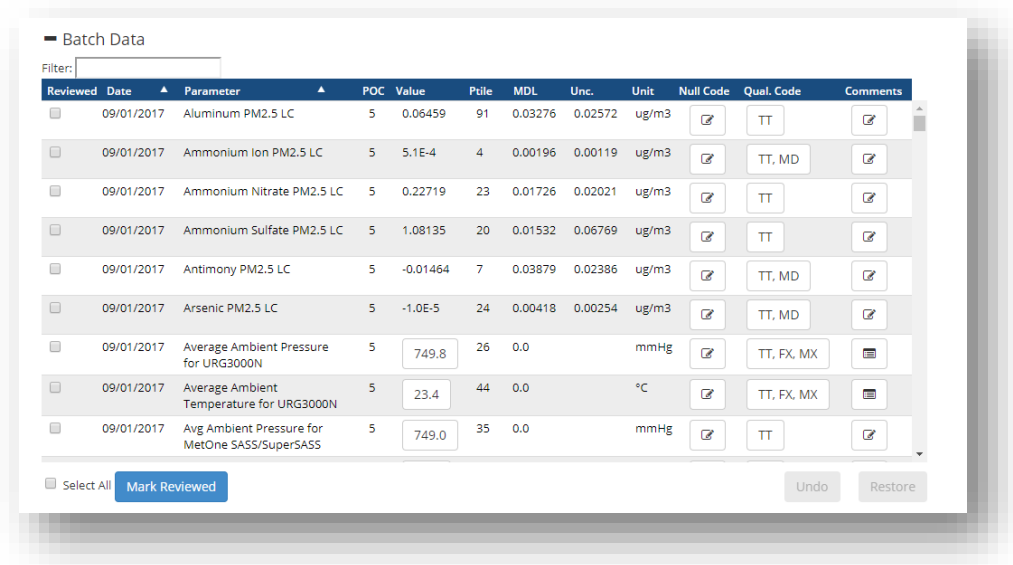 Batch Data
Filter:
Reviewed Date Parameter POC Value Ptile MDL Unc. Unit Null Code Qual. Code Comments
09/01/2017 Aluminum PM2.5 LC 5 0.06459 91 0.03276 0.02572 ug/m3 TT
09/01/2017 Ammonium Ion PM2.5 LC 5 5.1E-4 4 0.00196 0.00119 ug/m3 TT, MD
09/01/2017 Ammonium Nitrate PM2.5 LC 5 0.22719 23 0.01726 0.02021 ug/m3 TT
09/01/2017 Ammonium Sulfate PM2.5 LC 5 1.08135 20 0.01532 0.06769 ug/m3 TT
09/01/2017 Antimony PM2.5 LC 5 -0.01464 7 0.03879 0.02386 ug/m3 TT, MD
09/01/2017 Arsenic PM2.5 LC 5 -1.0E-5 24 0.00418 0.00254 ug/m3 TT, MD
09/01/2017 Average Ambient Pressure 5 749.8 26 0.0 mmHg TT, FX, MX
for URG3000N
09/01/2017 Average Ambient 5 23.4 44 0.0 °C TT, FX, MX
Temperature for URG3000N
09/01/2017 Avg Ambient Pressure for 5 749.0 35 0.0 mmHg TT
MetOne SASS/SuperSASS
Select All Mark Reviewed Undo Restore